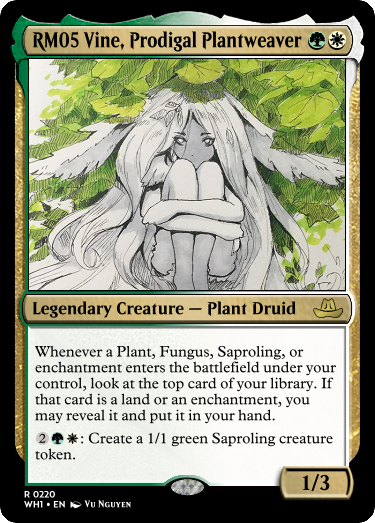 RM05 Vine, Prodigal Plantweaver
Legendary Creature — Plant Druid
Whenever a Plant, Fungus, Saproling, or
enchantment enters the battlefield under your
control, look at the top card of your library. If
that card is a land or an enchantment, you
may reveal it and put it in your hand.
2: Create a 1/1 green Saproling creature
token.
1/3
R 0220
WH1 • EN Vu Nguyen